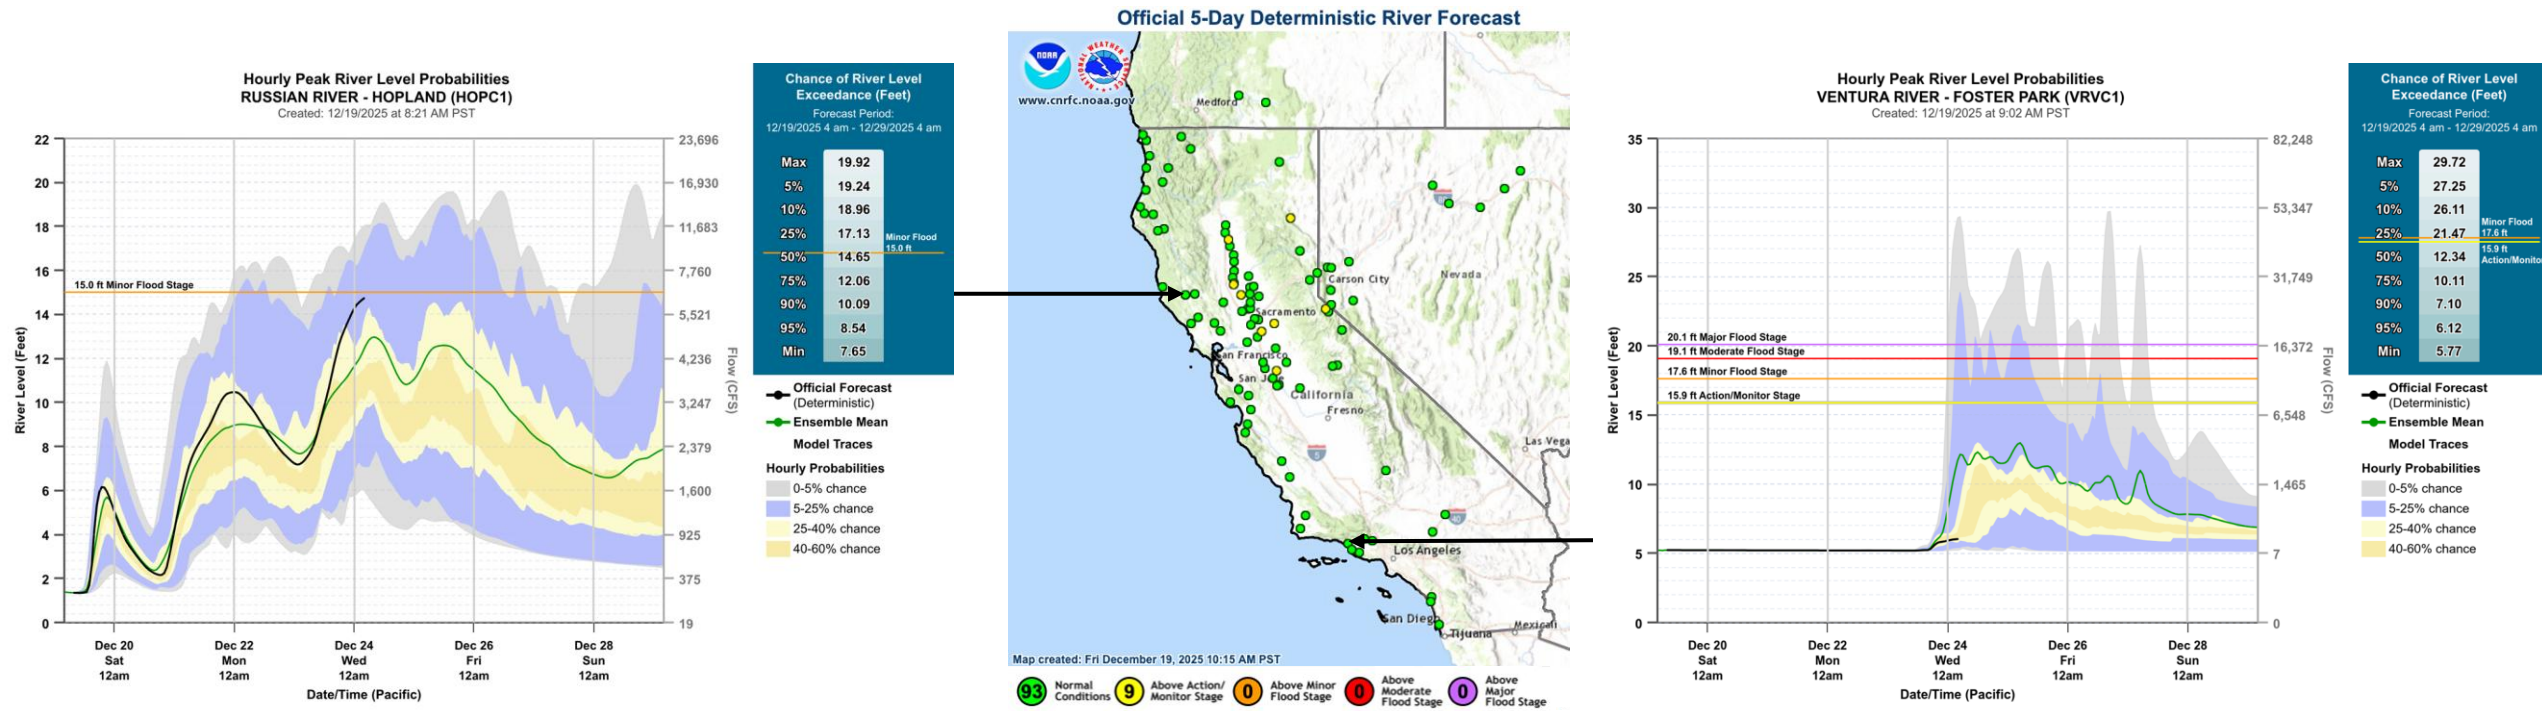 Official 5-Day Deterministic River Forecast
Hourly Peak River Level Probabilities
RUSSIAN RIVER - HOPLAND (HOPC1)
Created: 12/19/2025 at 8:21 AM PST
22
20
18
16
14
12
10
8
6
4
2
0
River Level (Feet)
15.0 ft Minor Flood Stage
23,696
16,930
11,683
7,760
5,521
4,236
3,247
2,379
1,600
925
375
19
Flow (CFS)
Dec 20
Sat
12am
Dec 22
Mon
12am
Dec 24
Wed
12am
Dec 26
Fri
12am
Dec 28
Sun
12am
Date/Time (Pacific)
Chance of River Level
Exceedance (Feet)
Forecast Period:
12/19/2025 4 am - 12/29/2025 4 am
Max 19.92
5% 19.24
10% 18.96
25% 17.13
Minor Flood
15.0 ft
50% 14.65
75% 12.06
90% 10.09
95% 8.54
Min 7.65
Official Forecast
(Deterministic)
Ensemble Mean
Model Traces
Hourly Probabilities
0-5% chance
5-25% chance
25-40% chance
40-60% chance
NOAA
NATIONAL WEATHER SERVICE
www.cnrfc.noaa.gov
Medford
Carson City
Nevada
Sacramento
San Francisco
San Jose
California
Fresno
5
40
Las Vega
Los Angeles
San Diego
Tijuana
Mexicali
Map created: Fri December 19, 2025 10:15 AM PST
93 Normal
Conditions
9 Above Action/
Monitor Stage
0 Above Minor
Flood Stage
0 Above
Moderate
Flood Stage
0 Above
Major
Flood Stage
Hourly Peak River Level Probabilities
VENTURA RIVER - FOSTER PARK (VRVC1)
Created: 12/19/2025 at 9:02 AM PST
35
30
25
20
15
10
5
0
River Level (Feet)
20.1 ft Major Flood Stage
19.1 ft Moderate Flood Stage
17.6 ft Minor Flood Stage
15.9 ft Action/Monitor Stage
82,248
53,347
31,749
16,372
6,548
1,465
7
0
Flow (CFS)
Dec 20
Sat
12am
Dec 22
Mon
12am
Dec 24
Wed
12am
Dec 26
Fri
12am
Dec 28
Sun
12am
Date/Time (Pacific)
Chance of River Level
Exceedance (Feet)
Forecast Period:
12/19/2025 4 am - 12/29/2025 4 am
Max 29.72
5% 27.25
10% 26.11
Minor Flood
17.6 ft
25% 21.47
15.9 ft
Action/Monitor
50% 12.34
75% 10.11
90% 7.10
95% 6.12
Min 5.77
Official Forecast
(Deterministic)
Ensemble Mean
Model Traces
Hourly Probabilities
0-5% chance
5-25% chance
25-40% chance
40-60% chance